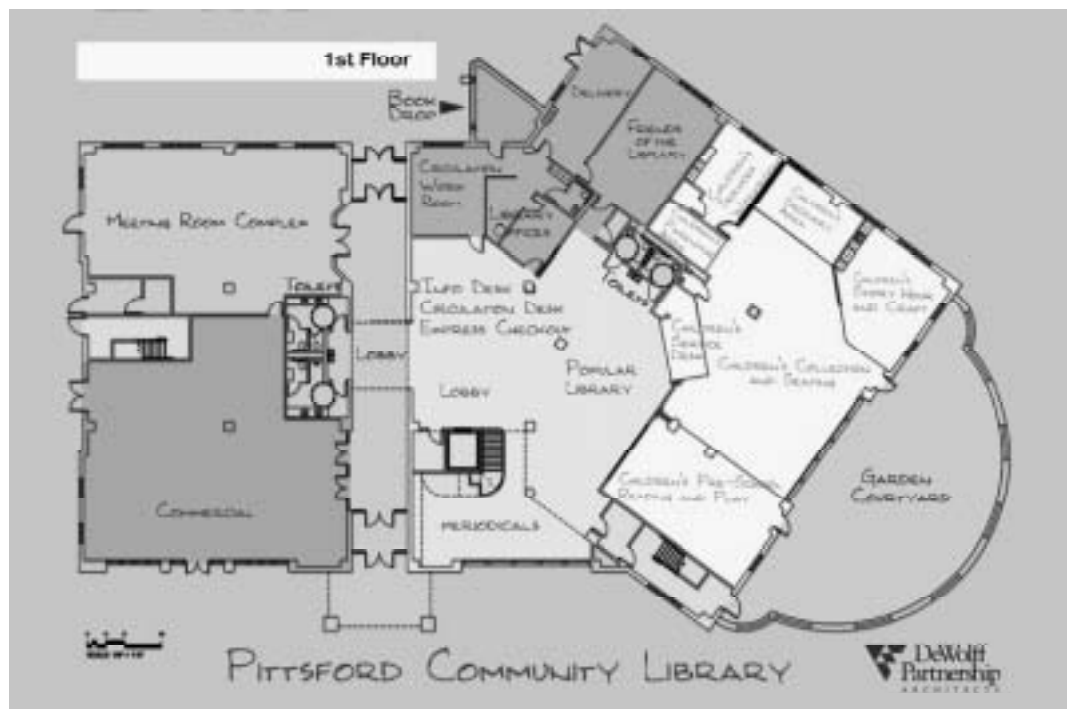 1st Floor
BOOK
DROP
DELIVERY
FRIENDS
OF THE
LIBRARY
CIRCULATION
WORK
ROOM
LIBRARY
OFFICES
MEETING ROOM COMPLEX
TOILETS
TOILETS
INFO DESK
CIRCULATION DESK
EXPRESS CHECKOUT
LOBBY
LOBBY
POPULAR
LIBRARY
CHILDREN'S
SERVICE
DESK
CHILDREN'S
STORY HOUR
AND CRAFT
CHILDREN'S COLLECTION
AND SEATING
CHILDREN'S PRE-SCHOOL
READING AND PLAY
GARDEN
COURTYARD
COMMERCIAL
PERIODICALS
PITTSFORD COMMUNITY LIBRARY
DeWolff
Partnership
ARCHITECTS